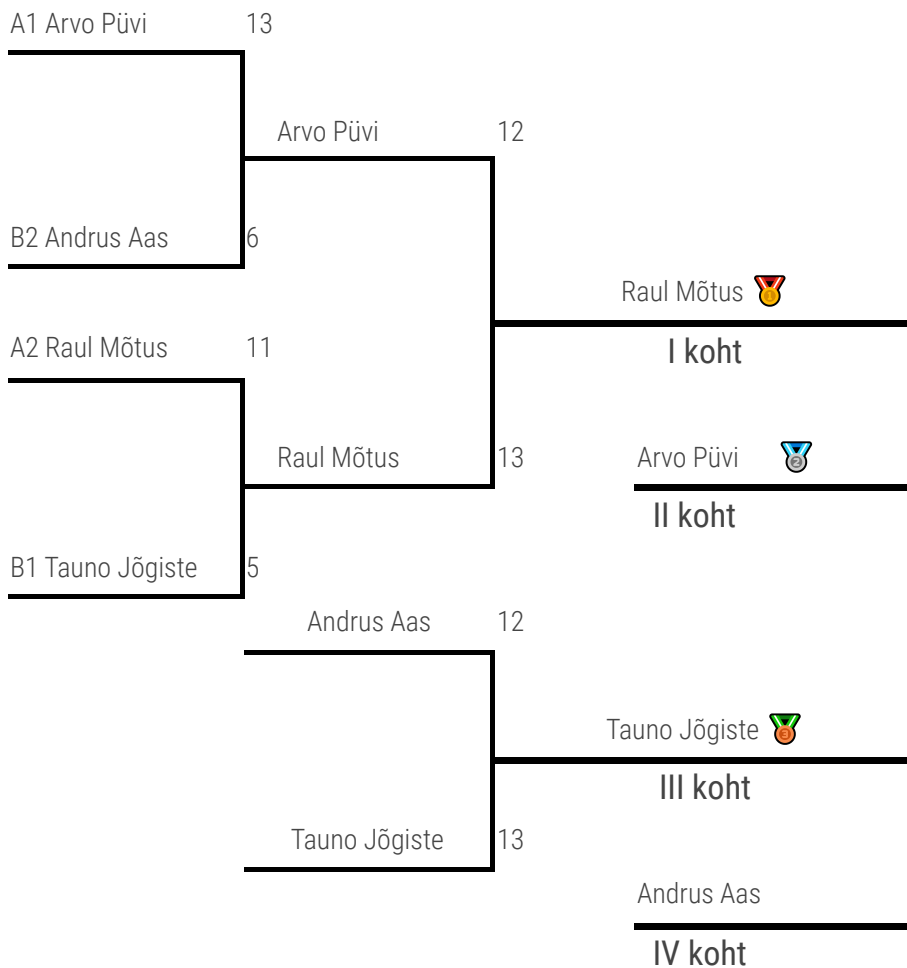 A1 Arvo Püvi 13
Arvo Püvi 12
B2 Andrus Aas 6
Raul Mõtus
A2 Raul Mõtus 11
I koht
Raul Mõtus 13
Arvo Püvi
II koht
B1 Tauno Jõgiste 5
Andrus Aas 12
Tauno Jõgiste
III koht
Tauno Jõgiste 13
Andrus Aas
IV koht